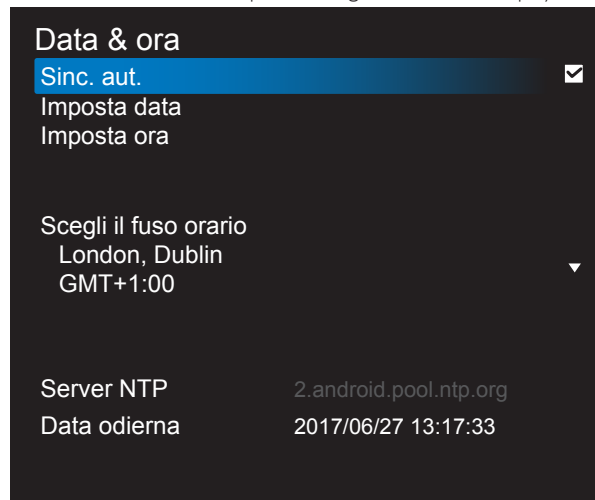 Data & ora
Sinc. aut.
Imposta data
Imposta ora
Scegli il fuso orario
London, Dublin
GMT+1:00
Server NTP 2.android.pool.ntp.org
Data odierna 2017/06/27 13:17:33